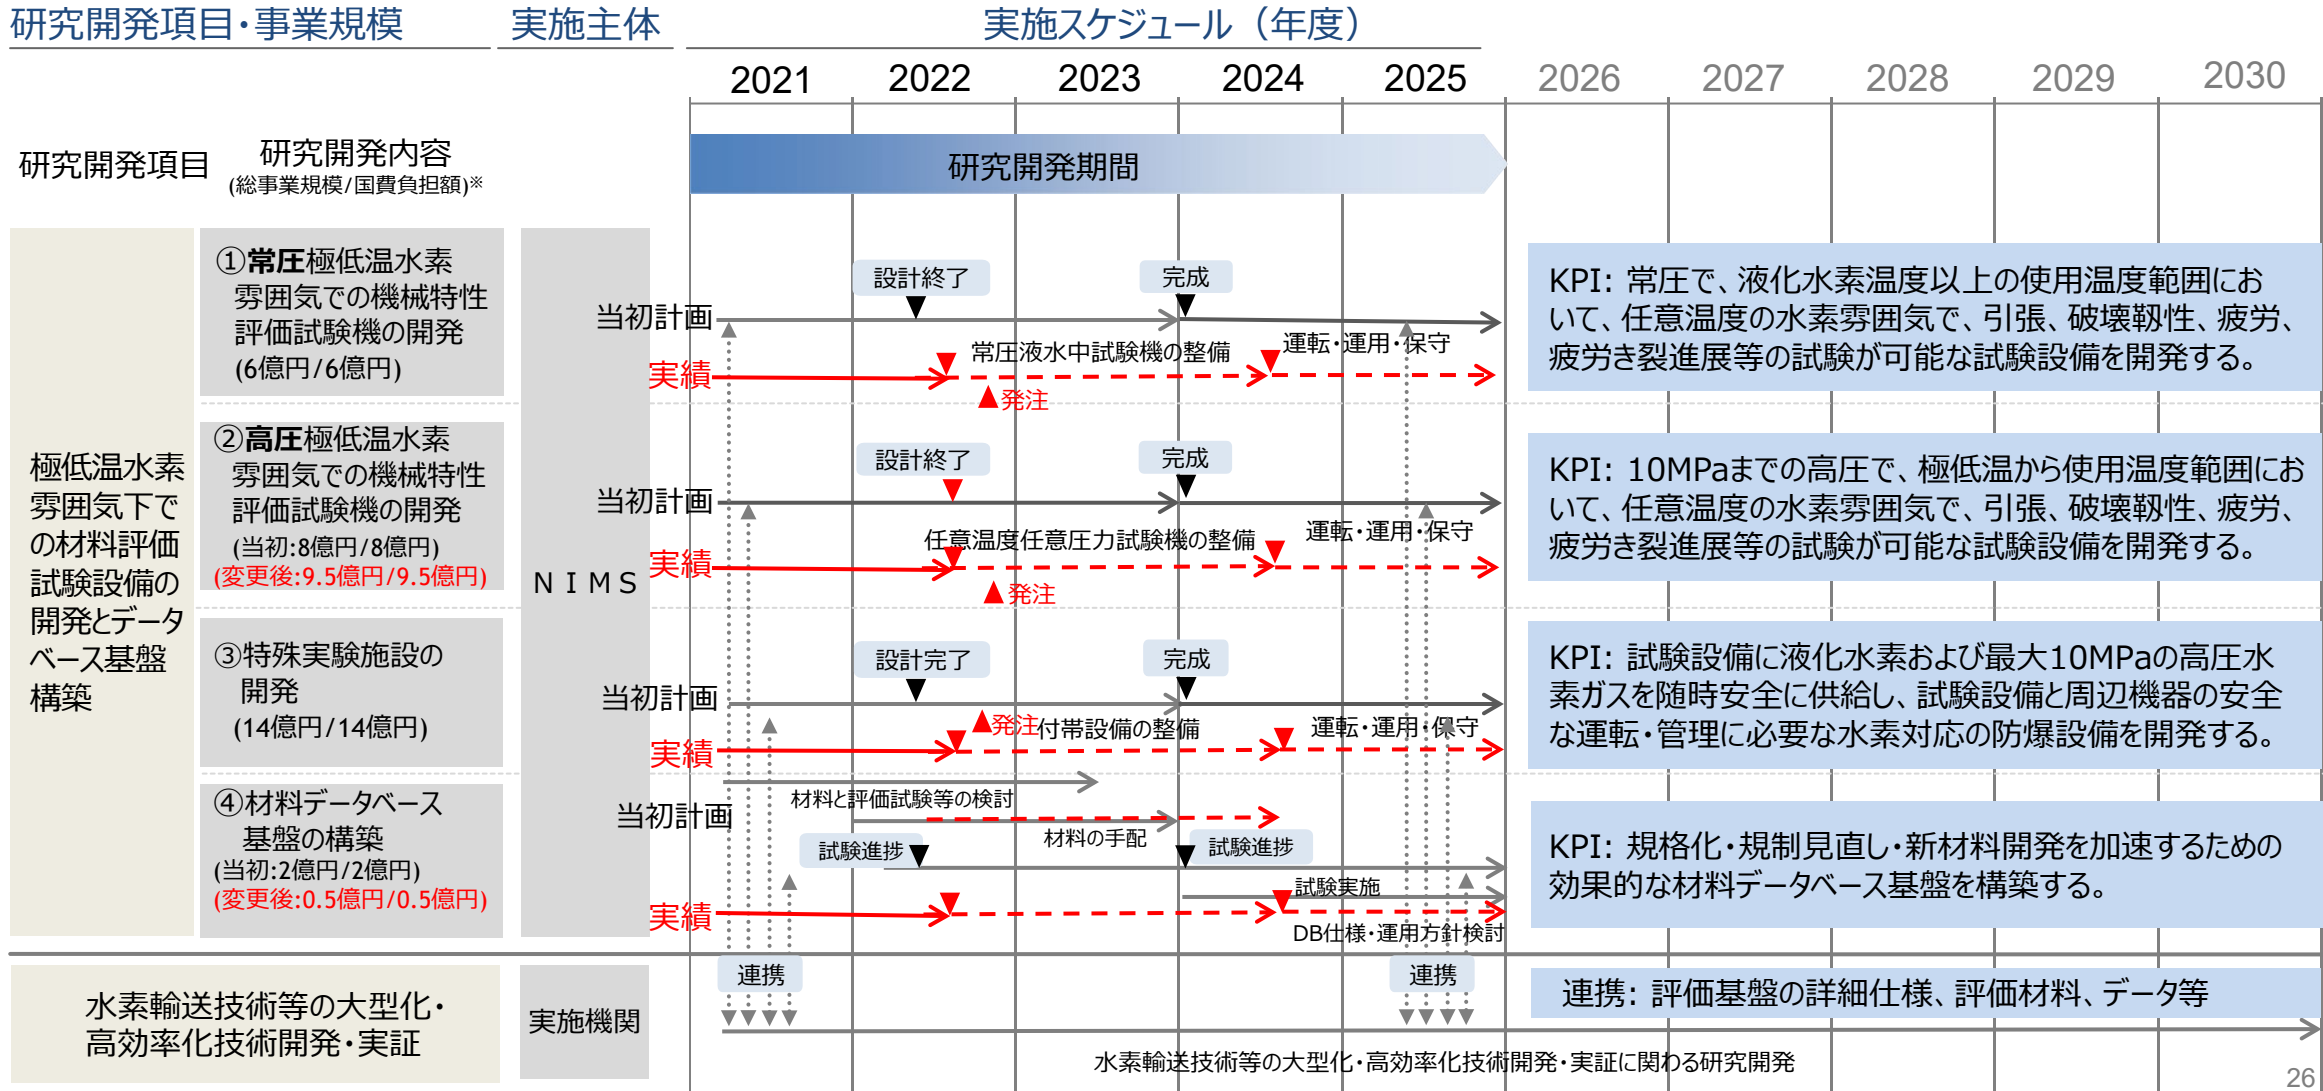 研究開発項目・事業規模
実施主体
実施スケジュール（年度）
2021
2022
2023
2024
2025
2026
2027
2028
2029
2030
研究開発項目
研究開発内容
(総事業規模/国費負担額)※
研究開発期間
極低温水素
雰囲気下で
の材料評価
試験設備の
開発とデータ
ベース基盤
構築
①常圧極低温水素
雰囲気での機械特性
評価試験機の開発
(6億円/6億円)
②高圧極低温水素
雰囲気での機械特性
評価試験機の開発
(当初:8億円/8億円)
(変更後:9.5億円/9.5億円)
③特殊実験施設の
開発
(14億円/14億円)
④材料データベース
基盤の構築
(当初:2億円/2億円)
(変更後:0.5億円/0.5億円)
ＮＩＭＳ
設計終了
完成
当初計画
常圧液水中試験機の整備
運転・運用・保守
実績
発注
KPI: 常圧で、液化水素温度以上の使用温度範囲にお
いて、任意温度の水素雰囲気で、引張、破壊靱性、疲労、
疲労き裂進展等の試験が可能な試験設備を開発する。
設計終了
完成
当初計画
任意温度任意圧力試験機の整備
運転・運用・保守
実績
発注
KPI: 10MPaまでの高圧で、極低温から使用温度範囲にお
いて、任意温度の水素雰囲気で、引張、破壊靱性、疲労、
疲労き裂進展等の試験が可能な試験設備を開発する。
設計完了
完成
当初計画
発注
付帯設備の整備
運転・運用・保守
実績
KPI: 試験設備に液化水素および最大10MPaの高圧水
素ガスを随時安全に供給し、試験設備と周辺機器の安全
な運転・管理に必要な水素対応の防爆設備を開発する。
材料と評価試験等の検討
当初計画
材料の手配
試験進捗
試験進捗
試験実施
実績
DB仕様・運用方針検討
KPI: 規格化・規制見直し・新材料開発を加速するための
効果的な材料データベース基盤を構築する。
水素輸送技術等の大型化・
高効率化技術開発・実証
実施機関
連携
連携
連携: 評価基盤の詳細仕様、評価材料、データ等
水素輸送技術等の大型化・高効率化技術開発・実証に関わる研究開発
26